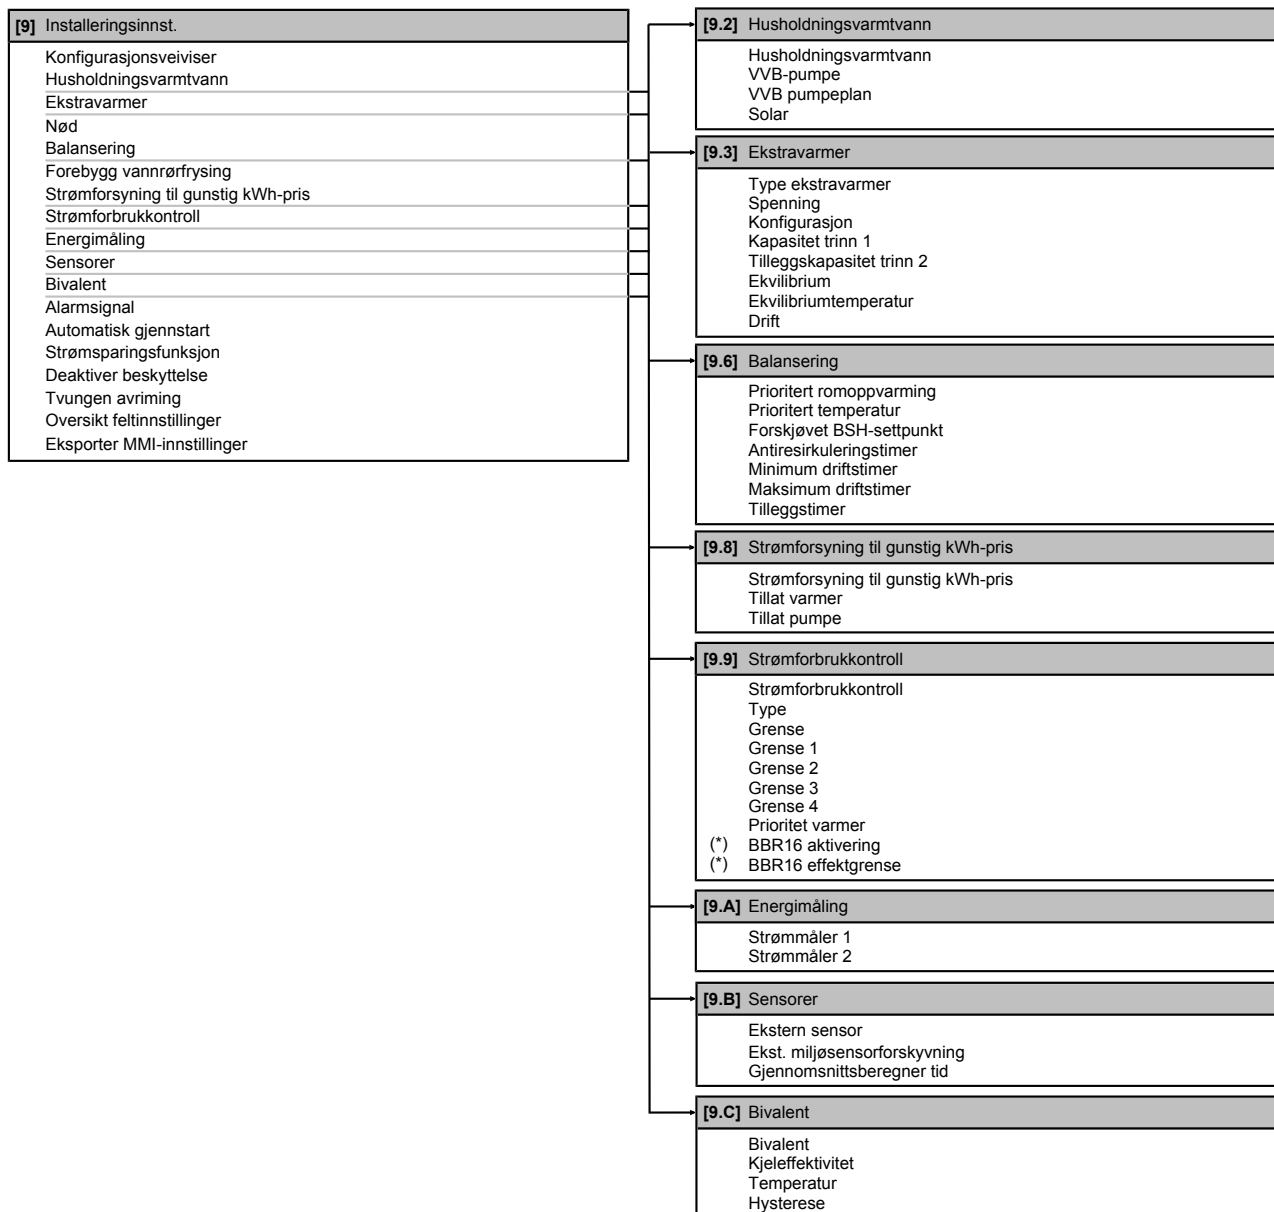 [9] Installeringsinnst.
Konfigurasjonsveiviser
Husholdningsvarmtvann
Ekstravarmer
Nød
Balansering
Forebygg vannrørfrysing
Strømforsyning til gunstig kWh-pris
Strømforbrukkontroll
Energimåling
Sensorer
Bivalent
Alarmsignal
Automatisk gjennstart
Strømsparingsfunksjon
Deaktiver beskyttelse
Tvungen avriming
Oversikt feltinnstillinger
Eksporter MMI-innstillinger
[9.2] Husholdningsvarmtvann
Husholdningsvarmtvann
VVB-pumpe
VVB pumpeplan
Solar
[9.3] Ekstravarmer
Type ekstravarmer
Spenning
Konfigurasjon
Kapasitet trinn 1
Tilleggskapasitet trinn 2
Ekvilibrium
Ekvilibriumtemperatur
Drift
[9.6] Balansering
Prioritert romoppvarming
Prioritert temperatur
Forskjøvet BSH-settpunkt
Antiresirkuleringstimer
Minimum driftstimer
Maksimum driftstimer
Tilleggstimer
[9.8] Strømforsyning til gunstig kWh-pris
Strømforsyning til gunstig kWh-pris
Tillat varmer
Tillat pumpe
[9.9] Strømforbrukkontroll
Strømforbrukkontroll
Type
Grense
Grense 1
Grense 2
Grense 3
Grense 4
Prioritet varmer
(*) BBR16 aktivering
(*) BBR16 effektgrense
[9.A] Energimåling
Strømmåler 1
Strømmåler 2
[9.B] Sensorer
Ekstern sensor
Ekst. miljøsensorforskyvning
Gjennomsnittsberegner tid
[9.C] Bivalent
Bivalent
Kjeleffektivitet
Temperatur
Hysterese